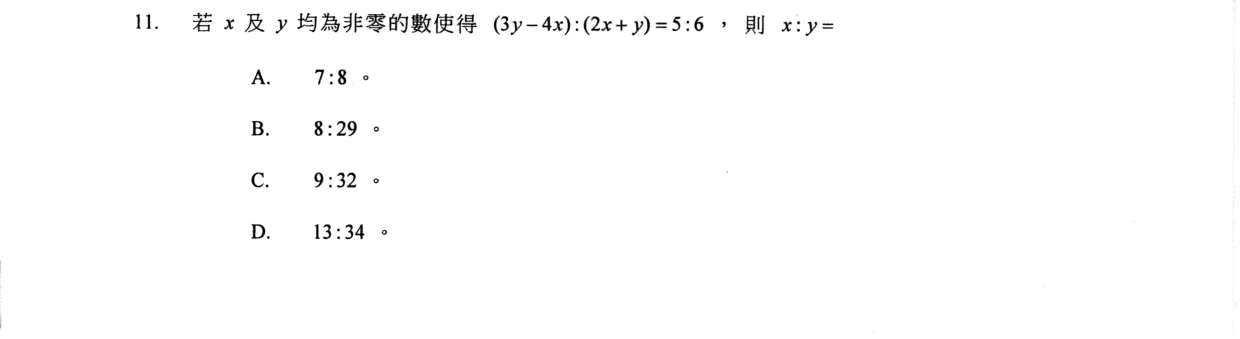 11. 若 x 及 y 均為非零的數使得 (3y−4x):(2x+y)=5:6 ，則 x:y=
A. 7:8 。
B. 8:29 。
C. 9:32 。
D. 13:34 。